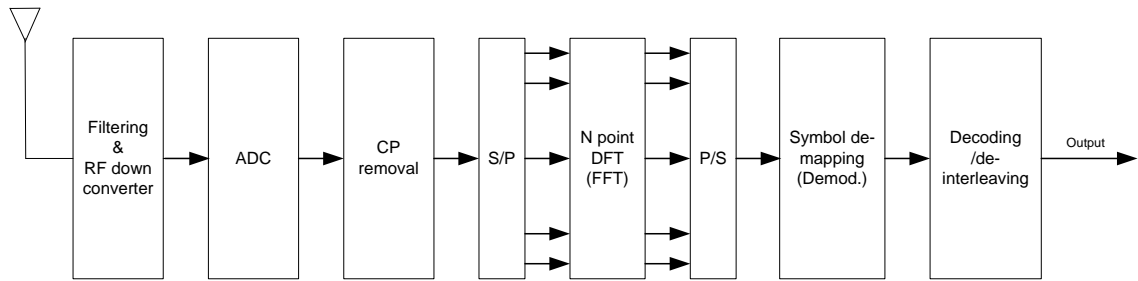 Filtering
&
RF down
converter
ADC
CP
removal
S/P
N point
DFT
(FFT)
P/S
Symbol de-
mapping
(Demod.)
Decoding
/de-
interleaving
Output